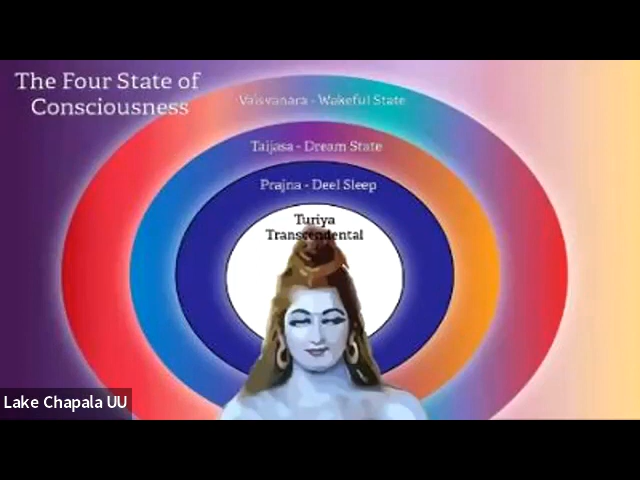 The Four State of
Consciousness
Vaisvanara - Wakeful State
Taijasa - Dream State
Prajna - Deel Sleep
Turiya
Transcendental
Lake Chapala UU